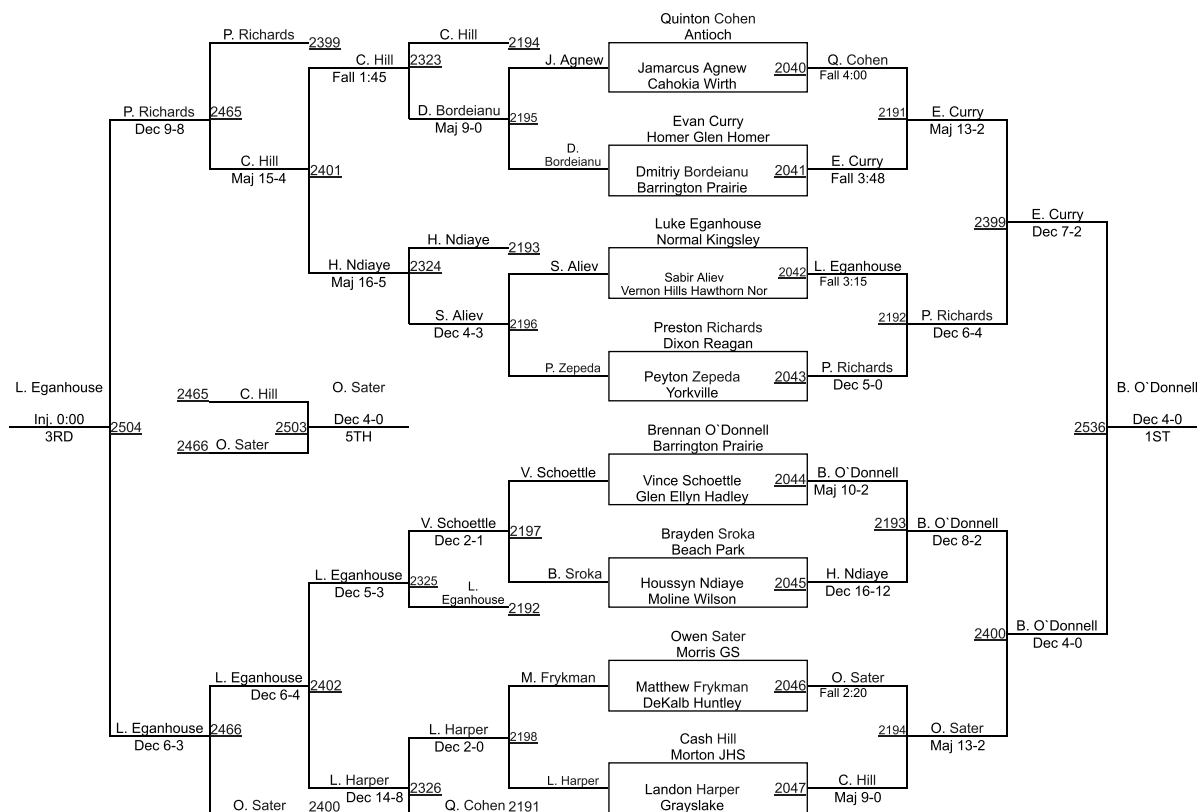 Quinton Cohen
Antioch
P. Richards
2399
C. Hill
2194
C. Hill
2323
Fall 1:45
J. Agnew
Jamarcus Agnew
2040
Cahokia Wirth
Q. Cohen
Fall 4:00
P. Richards
2465
Dec 9-8
D. Bordeianu
2195
Maj 9-0
Evan Curry
Homer Glen Homer
2191
E. Curry
Maj 13-2
C. Hill
2401
Maj 15-4
D.
Bordeianu
Dmitriy Bordeianu
2041
Barrington Prairie
E. Curry
Fall 3:48
Luke Eganhouse
Normal Kingsley
2399
E. Curry
Dec 7-2
H. Ndiaye
2193
H. Ndiaye
2324
Maj 16-5
S. Aliev
Sabir Aliev
2042
Vernon Hills Hawthorn Nor
L. Eganhouse
Fall 3:15
S. Aliev
2196
Dec 4-3
Preston Richards
Dixon Reagan
2192
P. Richards
Dec 6-4
P. Zepeda
Peyton Zepeda
2043
Yorkville
P. Richards
Dec 5-0
L. Eganhouse
2465
C. Hill
O. Sater
B. O`Donnell
Inj. 0:00
2504
3RD
2503
Dec 4-0
5TH
2466
O. Sater
Brennan O`Donnell
Barrington Prairie
2536
Dec 4-0
1ST
V. Schoettle
Vince Schoettle
2044
Glen Ellyn Hadley
B. O`Donnell
Maj 10-2
V. Schoettle
2197
Dec 2-1
Brayden Sroka
Beach Park
2193
B. O`Donnell
Dec 8-2
L. Eganhouse
2325
Dec 5-3
L.
Eganhouse
2192
B. Sroka
Houssyn Ndiaye
2045
Moline Wilson
H. Ndiaye
Dec 16-12
Owen Sater
Morris GS
2400
B. O`Donnell
Dec 4-0
L. Eganhouse
2402
Dec 6-4
M. Frykman
Matthew Frykman
2046
DeKalb Huntley
O. Sater
Fall 2:20
L. Eganhouse
2466
Dec 6-3
L. Harper
2198
Dec 2-0
Cash Hill
Morton JHS
2194
O. Sater
Maj 13-2
L. Harper
2326
Dec 14-8
L. Harper
Landon Harper
2047
Grayslake
C. Hill
Maj 9-0
O. Sater
2400
Q. Cohen
2191